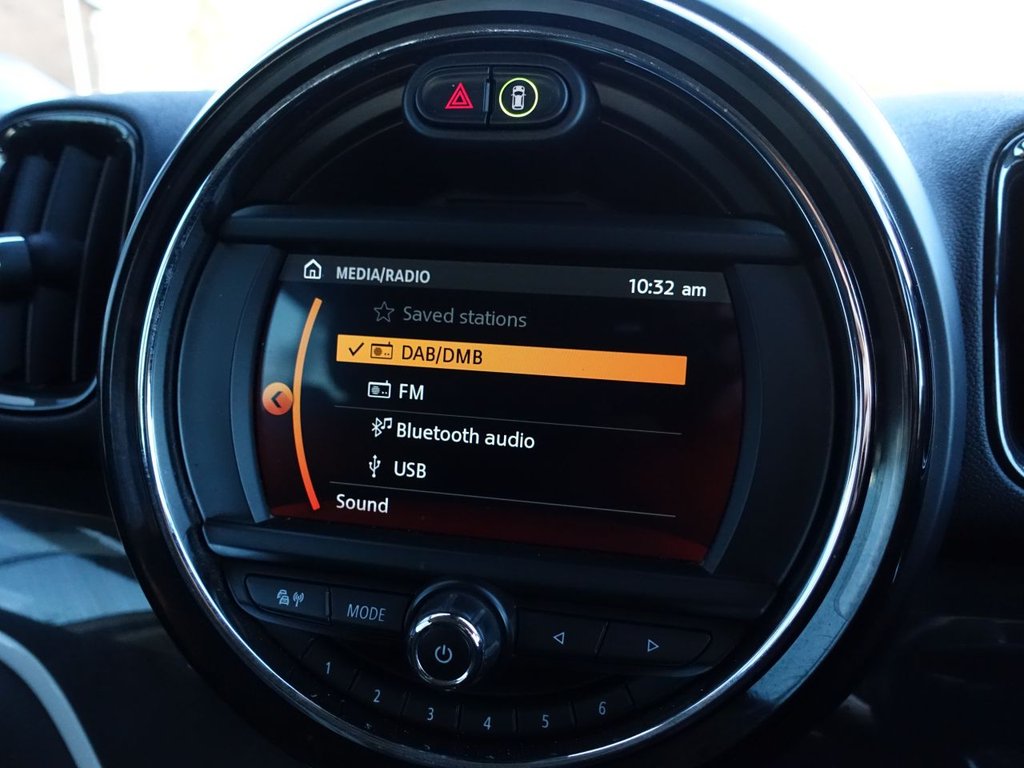 MEDIA/RADIO 10:32 am
Saved stations
DAB/DMB
FM
Bluetooth audio
USB
Sound
MODE
1 2 3 4 5 6